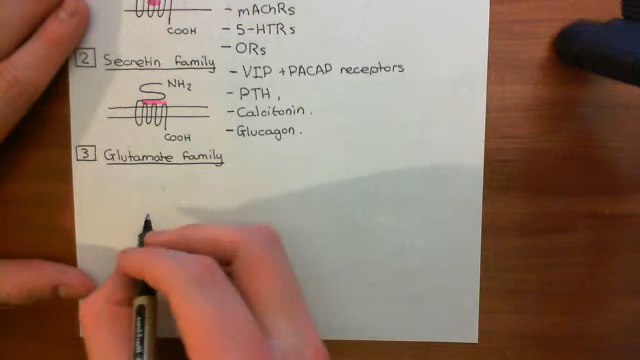 - mAChRs
COOH
- 5-HTRs
- ORs
2 Secretin family
- VIP + PACAP receptors
NH2
- PTH,
- Calcitonin.
COOH
- Glucagon.
3 Glutamate family